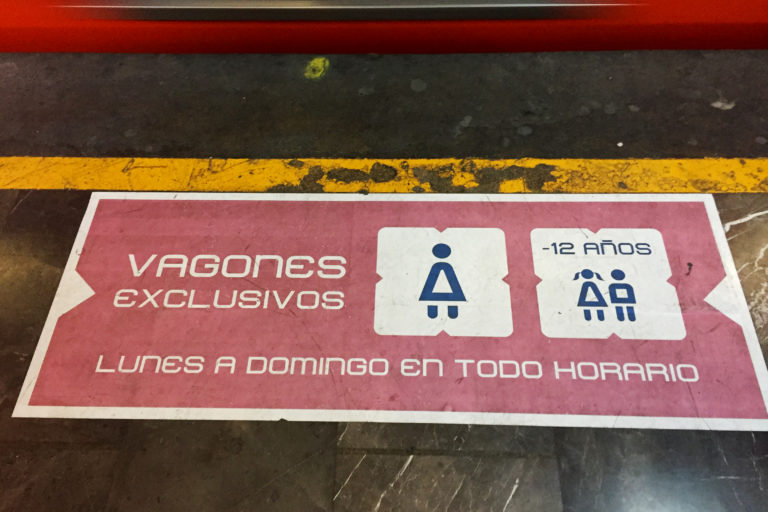 VAGONES
EXCLUSIVOS
-12 AÑOS
LUNES A DOMINGO EN TODO HORARIO